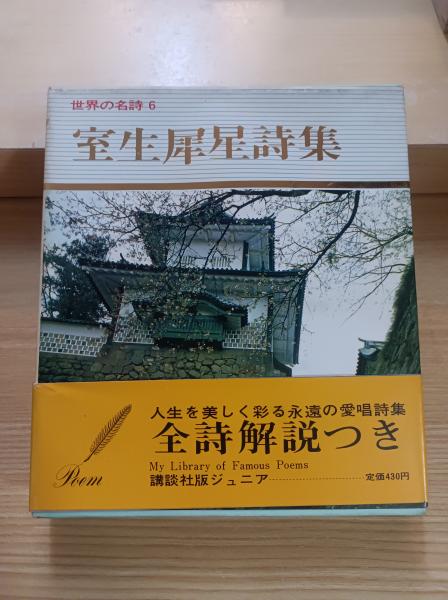 世界の名詩 6
室生犀星詩集
人生を美しく彩る永遠の愛唱詩集
全詩解説つき
My Library of Famous Poems
Poem
講談社版ジュニア
定価430円